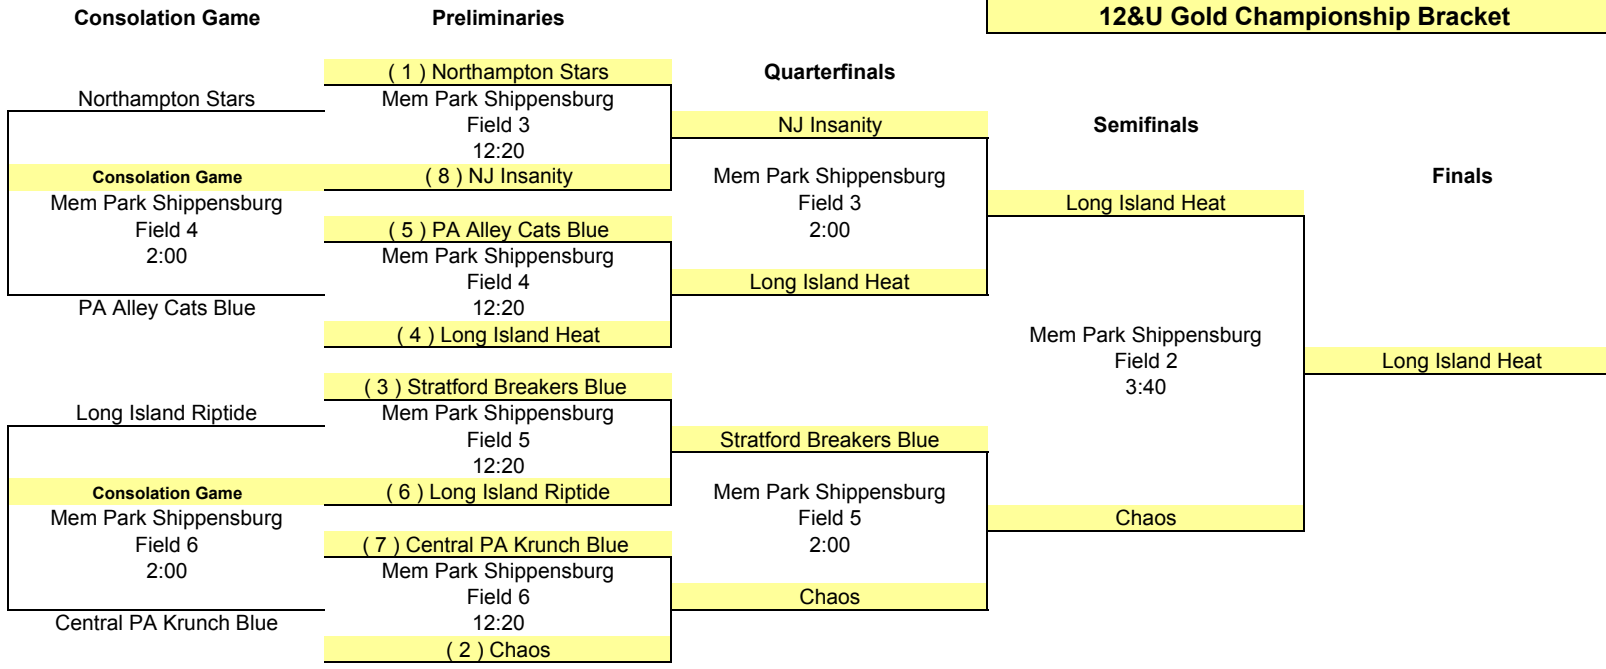 12&U Gold Championship Bracket
Consolation Game
Preliminaries
Quarterfinals
Semifinals
Finals
Northampton Stars
Consolation Game
Mem Park Shippensburg
Field 4
2:00
PA Alley Cats Blue
Long Island Riptide
Consolation Game
Mem Park Shippensburg
Field 6
2:00
Central PA Krunch Blue
( 1 ) Northampton Stars
Mem Park Shippensburg
Field 3
12:20
( 8 ) NJ Insanity
( 5 ) PA Alley Cats Blue
Mem Park Shippensburg
Field 4
12:20
( 4 ) Long Island Heat
( 3 ) Stratford Breakers Blue
Mem Park Shippensburg
Field 5
12:20
( 6 ) Long Island Riptide
( 7 ) Central PA Krunch Blue
Mem Park Shippensburg
Field 6
12:20
( 2 ) Chaos
NJ Insanity
Mem Park Shippensburg
Field 3
2:00
Long Island Heat
Stratford Breakers Blue
Mem Park Shippensburg
Field 5
2:00
Chaos
Long Island Heat
Mem Park Shippensburg
Field 2
3:40
Chaos
Long Island Heat